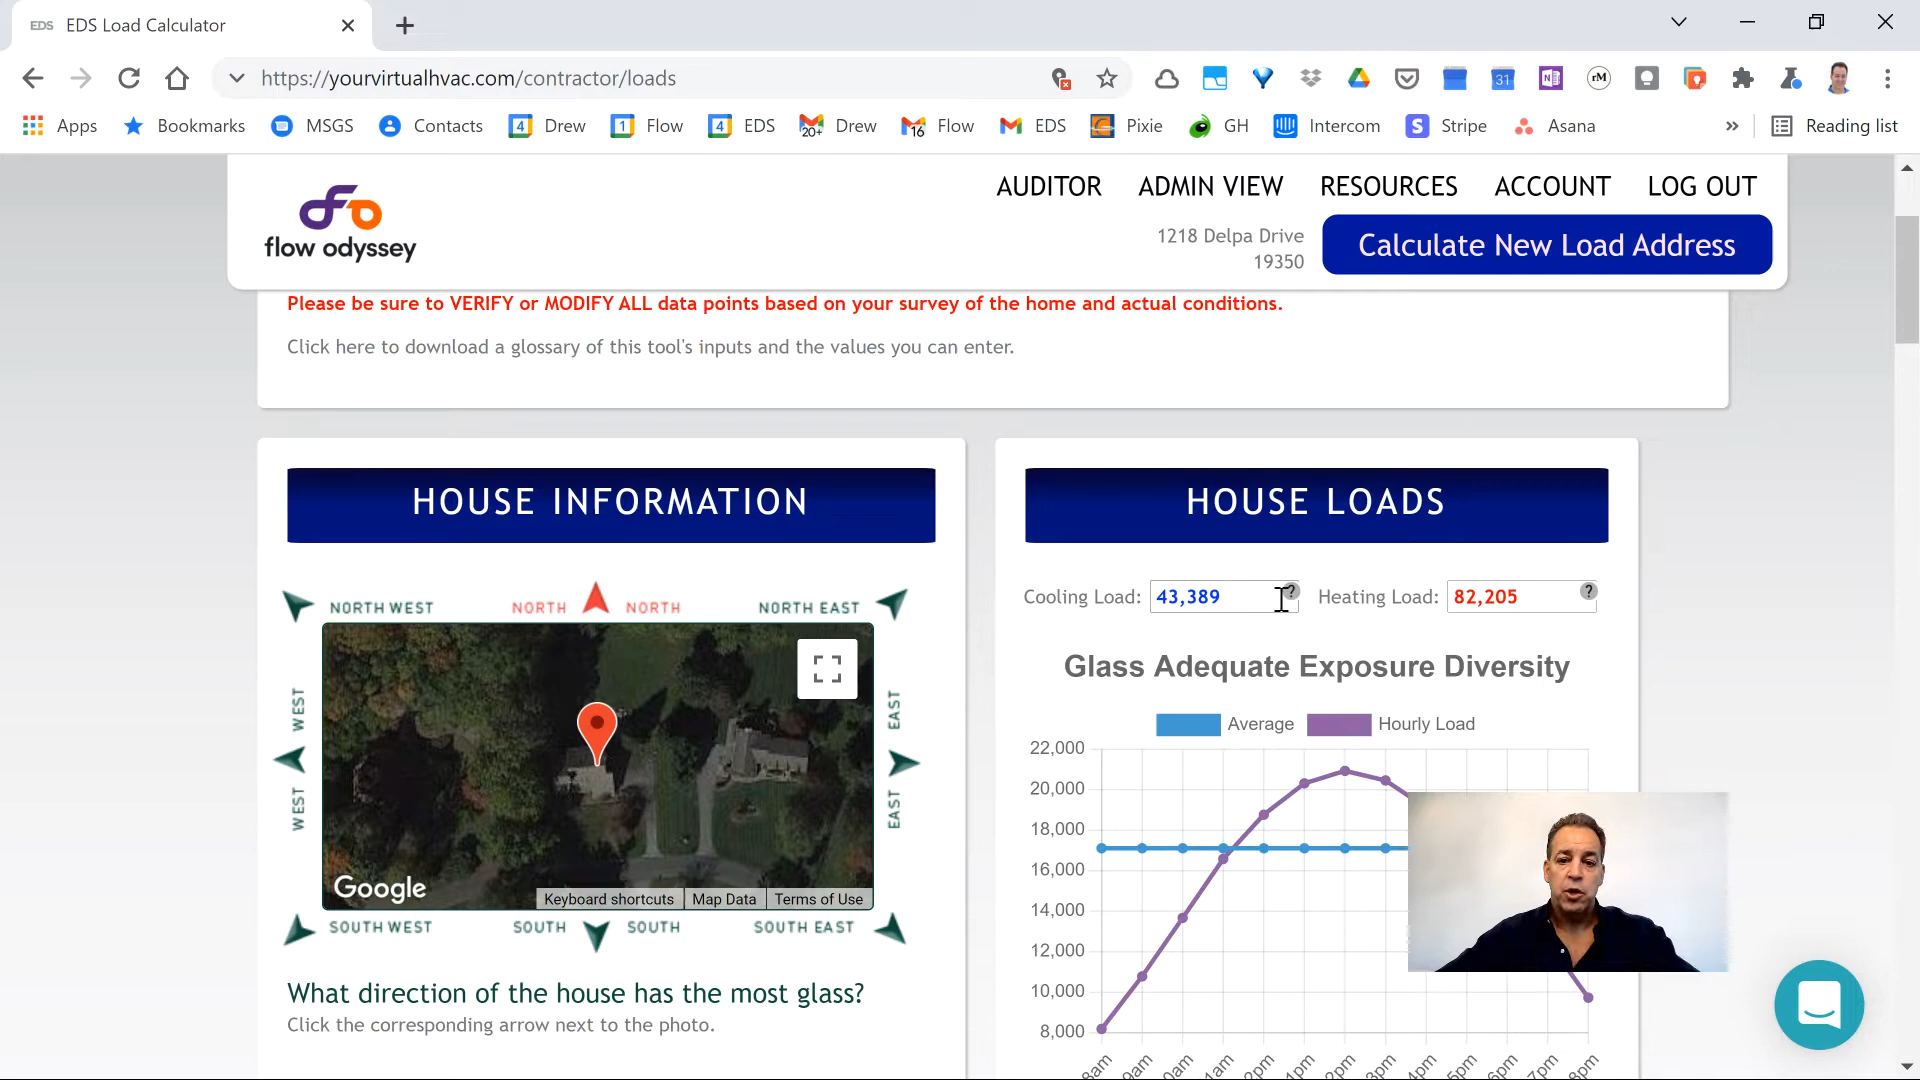 EDS EDS Load Calculator
https://yourvirtualhvac.com/contractor/loads
31
N
rM
Apps Bookmarks MSGS Contacts 4 Drew 1 Flow 4 EDS 20+ Drew 16 Flow EDS Pixie GH Intercom S Stripe Asana » Reading list
flow odyssey
AUDITOR ADMIN VIEW RESOURCES ACCOUNT LOG OUT
1218 Delpa Drive
19350
Calculate New Load Address
Please be sure to VERIFY or MODIFY ALL data points based on your survey of the home and actual conditions.
Click here to download a glossary of this tool's inputs and the values you can enter.
HOUSE INFORMATION
NORTH WEST NORTH NORTH NORTH EAST
WEST
WEST
EAST
EAST
Google
Keyboard shortcuts Map Data Terms of Use
SOUTH WEST SOUTH SOUTH SOUTH EAST
What direction of the house has the most glass?
Click the corresponding arrow next to the photo.
HOUSE LOADS
Cooling Load: 43,389 ? Heating Load: 82,205 ?
Glass Adequate Exposure Diversity
Average Hourly Load
22,000
20,000
18,000
16,000
14,000
12,000
10,000
8,000